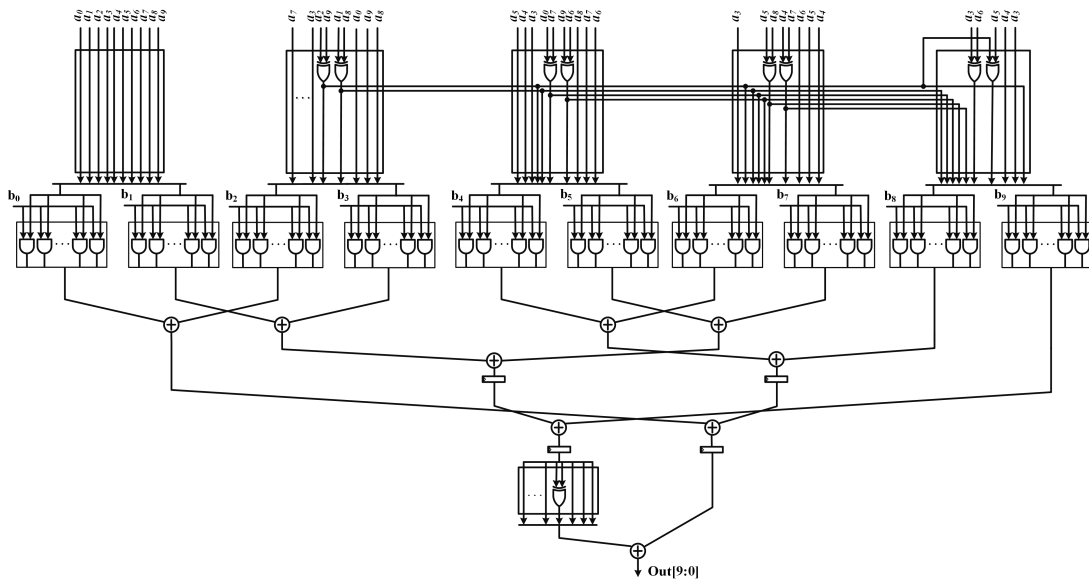 a₀ a₁ a₂ a₃ a₄ a₅ a₆ a₇ a₈ a₉
a₇ a₃ a₂ a₉ a₁ a₈ a₀ a₉ a₈
a₅ a₄ a₃ a₀ a₇ a₉ a₆ a₈ a₇ a₆
a₃ a₅ a₈ a₄ a₇ a₆ a₅ a₄
a₃ a₆ a₅ a₄ a₃
b₀ b₁ b₂ b₃ b₄ b₅ b₆ b₇ b₈ b₉
Out[9:0]